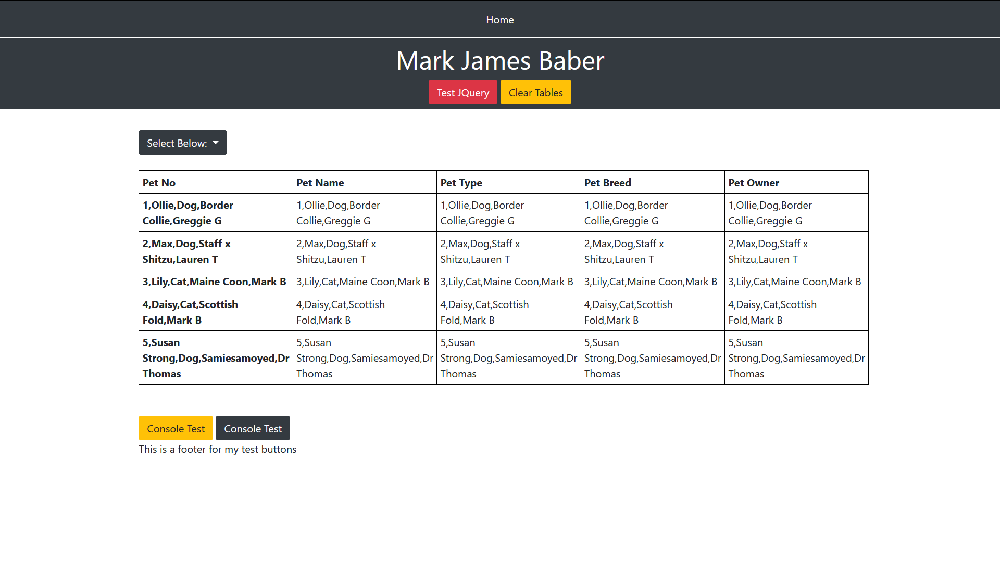 Home
Mark James Baber
Test JQuery Clear Tables
Select Below:
Pet No Pet Name Pet Type Pet Breed Pet Owner
1,Ollie,Dog,Border 1,Ollie,Dog,Border 1,Ollie,Dog,Border 1,Ollie,Dog,Border 1,Ollie,Dog,Border
Collie,Greggie G Collie,Greggie G Collie,Greggie G Collie,Greggie G Collie,Greggie G
2,Max,Dog,Staff x 2,Max,Dog,Staff x 2,Max,Dog,Staff x 2,Max,Dog,Staff x 2,Max,Dog,Staff x
Shitzu,Lauren T Shitzu,Lauren T Shitzu,Lauren T Shitzu,Lauren T Shitzu,Lauren T
3,Lily,Cat,Maine Coon,Mark B 3,Lily,Cat,Maine Coon,Mark B 3,Lily,Cat,Maine Coon,Mark B 3,Lily,Cat,Maine Coon,Mark B 3,Lily,Cat,Maine Coon,Mark B
4,Daisy,Cat,Scottish 4,Daisy,Cat,Scottish 4,Daisy,Cat,Scottish 4,Daisy,Cat,Scottish 4,Daisy,Cat,Scottish
Fold,Mark B Fold,Mark B Fold,Mark B Fold,Mark B Fold,Mark B
5,Susan 5,Susan 5,Susan 5,Susan 5,Susan
Strong,Dog,Samiesamoyed,Dr Strong,Dog,Samiesamoyed,Dr Strong,Dog,Samiesamoyed,Dr Strong,Dog,Samiesamoyed,Dr Strong,Dog,Samiesamoyed,Dr
Thomas Thomas Thomas Thomas Thomas
Console Test Console Test
This is a footer for my test buttons